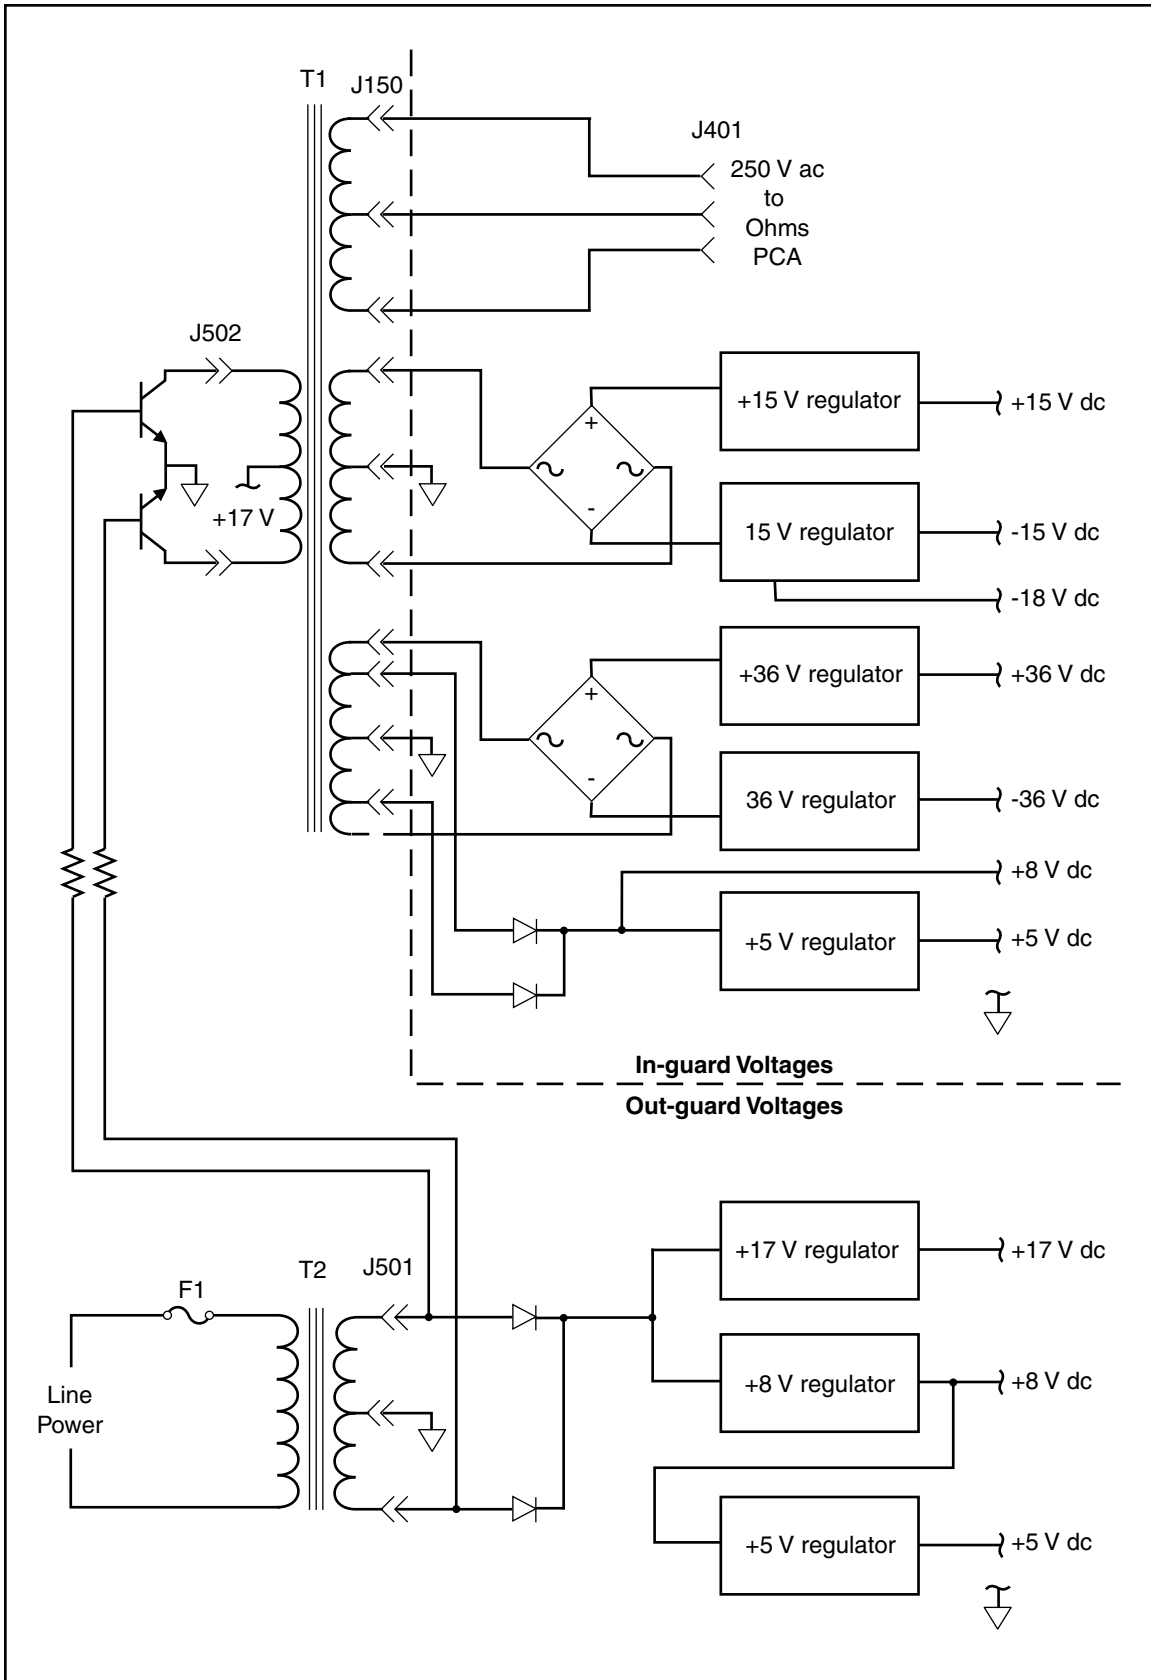 T1
J150
J401
250 V ac
to
Ohms
PCA
J502
+17 V
+
-
+15 V regulator
+15 V dc
15 V regulator
-15 V dc
-18 V dc
+
-
+36 V regulator
+36 V dc
36 V regulator
-36 V dc
+8 V dc
+5 V regulator
+5 V dc
In-guard Voltages
Out-guard Voltages
F1
T2
J501
Line
Power
+17 V regulator
+17 V dc
+8 V regulator
+8 V dc
+5 V regulator
+5 V dc